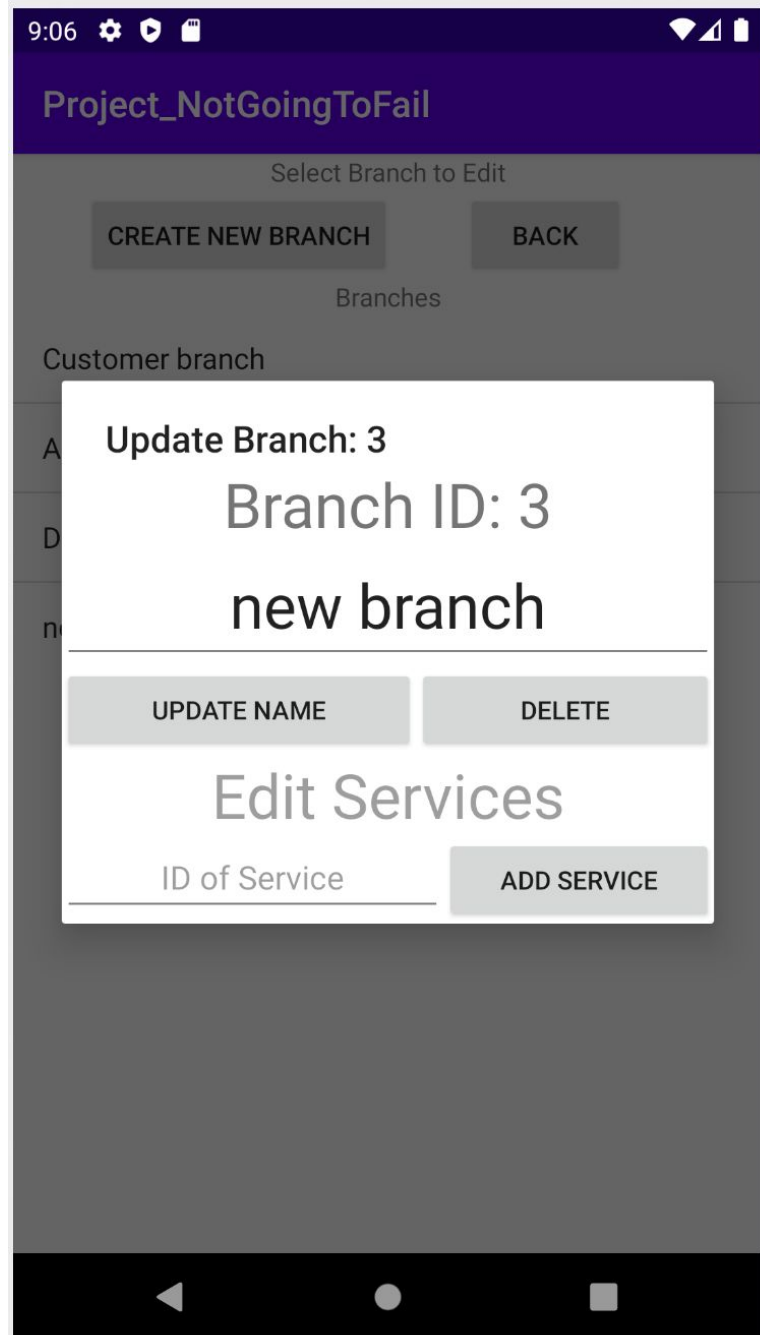 9:06
Project_NotGoingToFail
Select Branch to Edit
CREATE NEW BRANCH BACK
Branches
Customer branch
Update Branch: 3
Branch ID: 3
new branch
UPDATE NAME DELETE
Edit Services
ID of Service ADD SERVICE